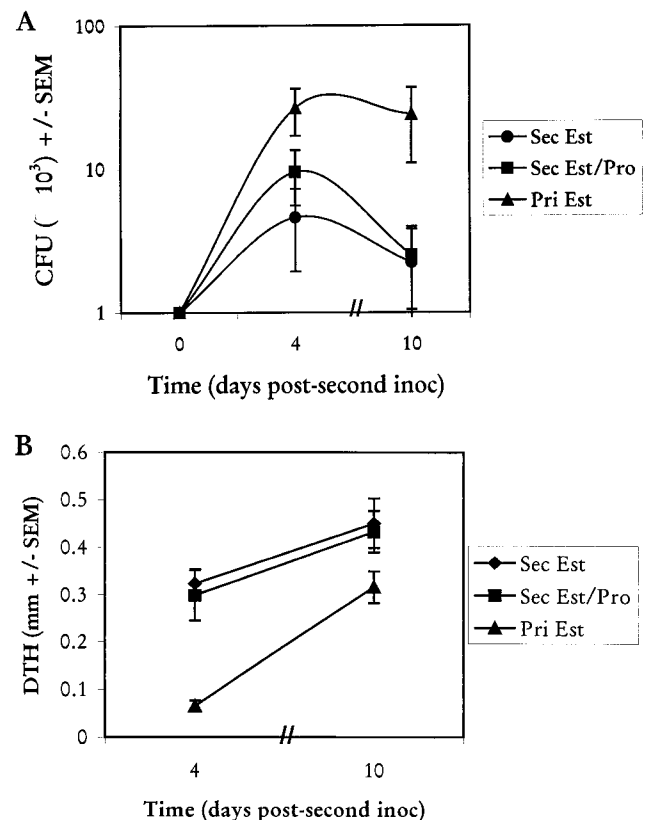 A
100
10
1
CFU (  10³) +/- SEM
0
4
10
Time (days post-second inoc)
Sec Est
Sec Est/Pro
Pri Est
B
0.6
0.5
0.4
0.3
0.2
0.1
0
DTH (mm +/- SEM)
4
10
Time (days post-second inoc)
Sec Est
Sec Est/Pro
Pri Est